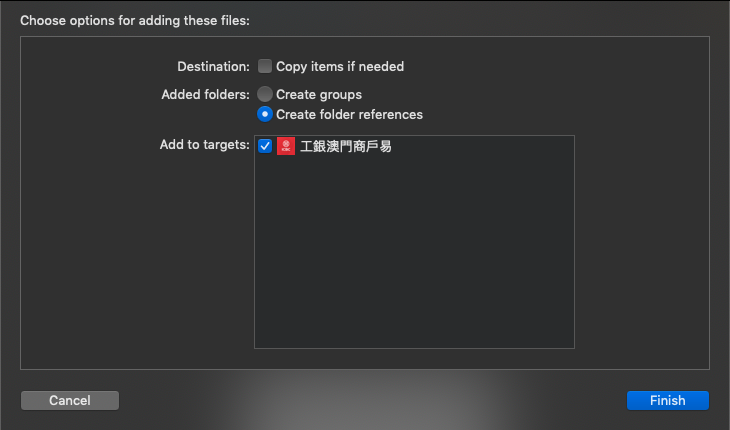 Choose options for adding these files:
Destination: Copy items if needed
Added folders: Create groups
Create folder references
Add to targets: 工銀澳門商戶易
Cancel Finish